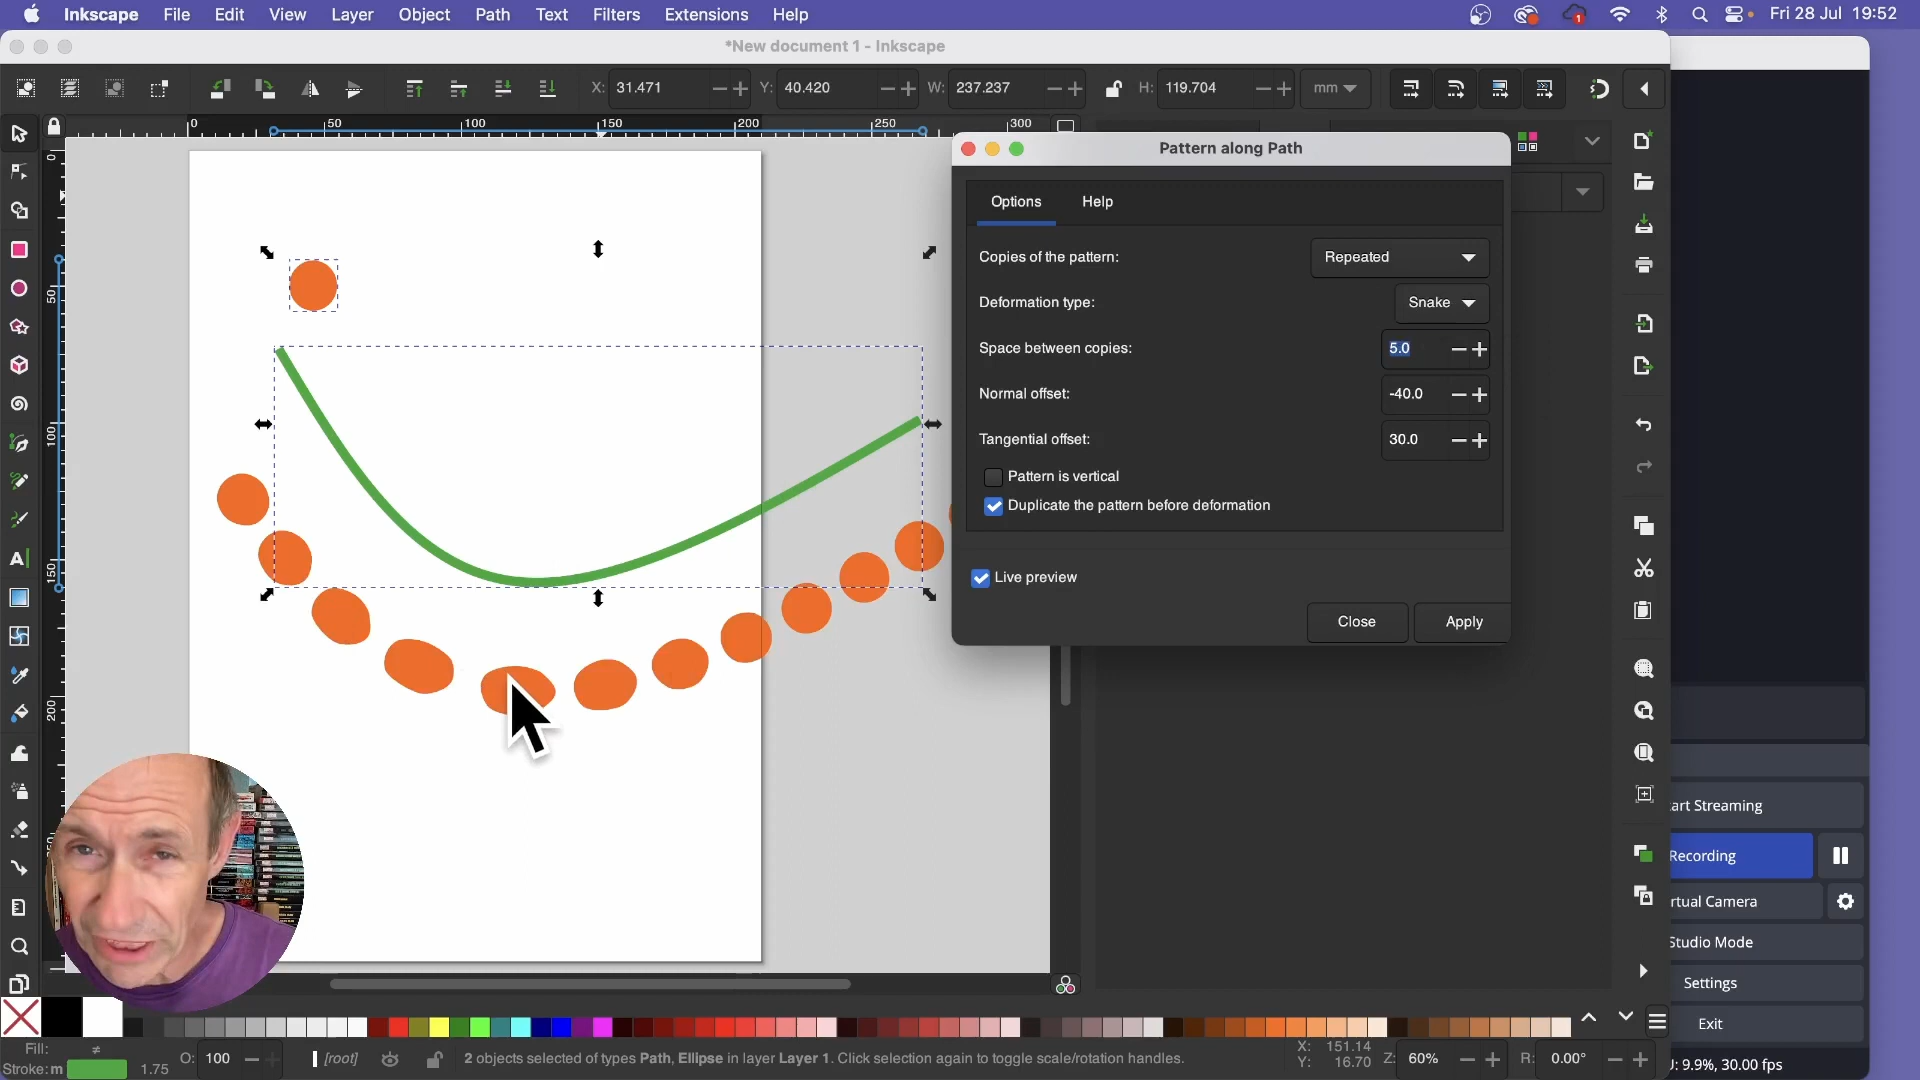 Inkscape File Edit View Layer Object Path Text Filters Extensions Help
1
Fri 28 Jul 19:52
*New document 1 - Inkscape
X: 31.471 Y: 40.420 W: 237.237 H: 119.704 mm
0 50 100 150 200 250 300
0
50
100
150
200
Pattern along Path
Options Help
Copies of the pattern: Repeated
Deformation type: Snake
Space between copies: 5.0
Normal offset: -40.0
Tangential offset: 30.0
Pattern is vertical
Duplicate the pattern before deformation
Live preview
Close Apply
A
art Streaming
Recording
rtual Camera
Studio Mode
Settings
Exit
9.9%, 30.00 fps
Fill: ≠
Stroke: m 1.75
O: 100
[root]
2 objects selected of types Path, Ellipse in layer Layer 1. Click selection again to toggle scale/rotation handles.
X: 151.14
Y: 16.70
Z: 60%
R: 0.00°